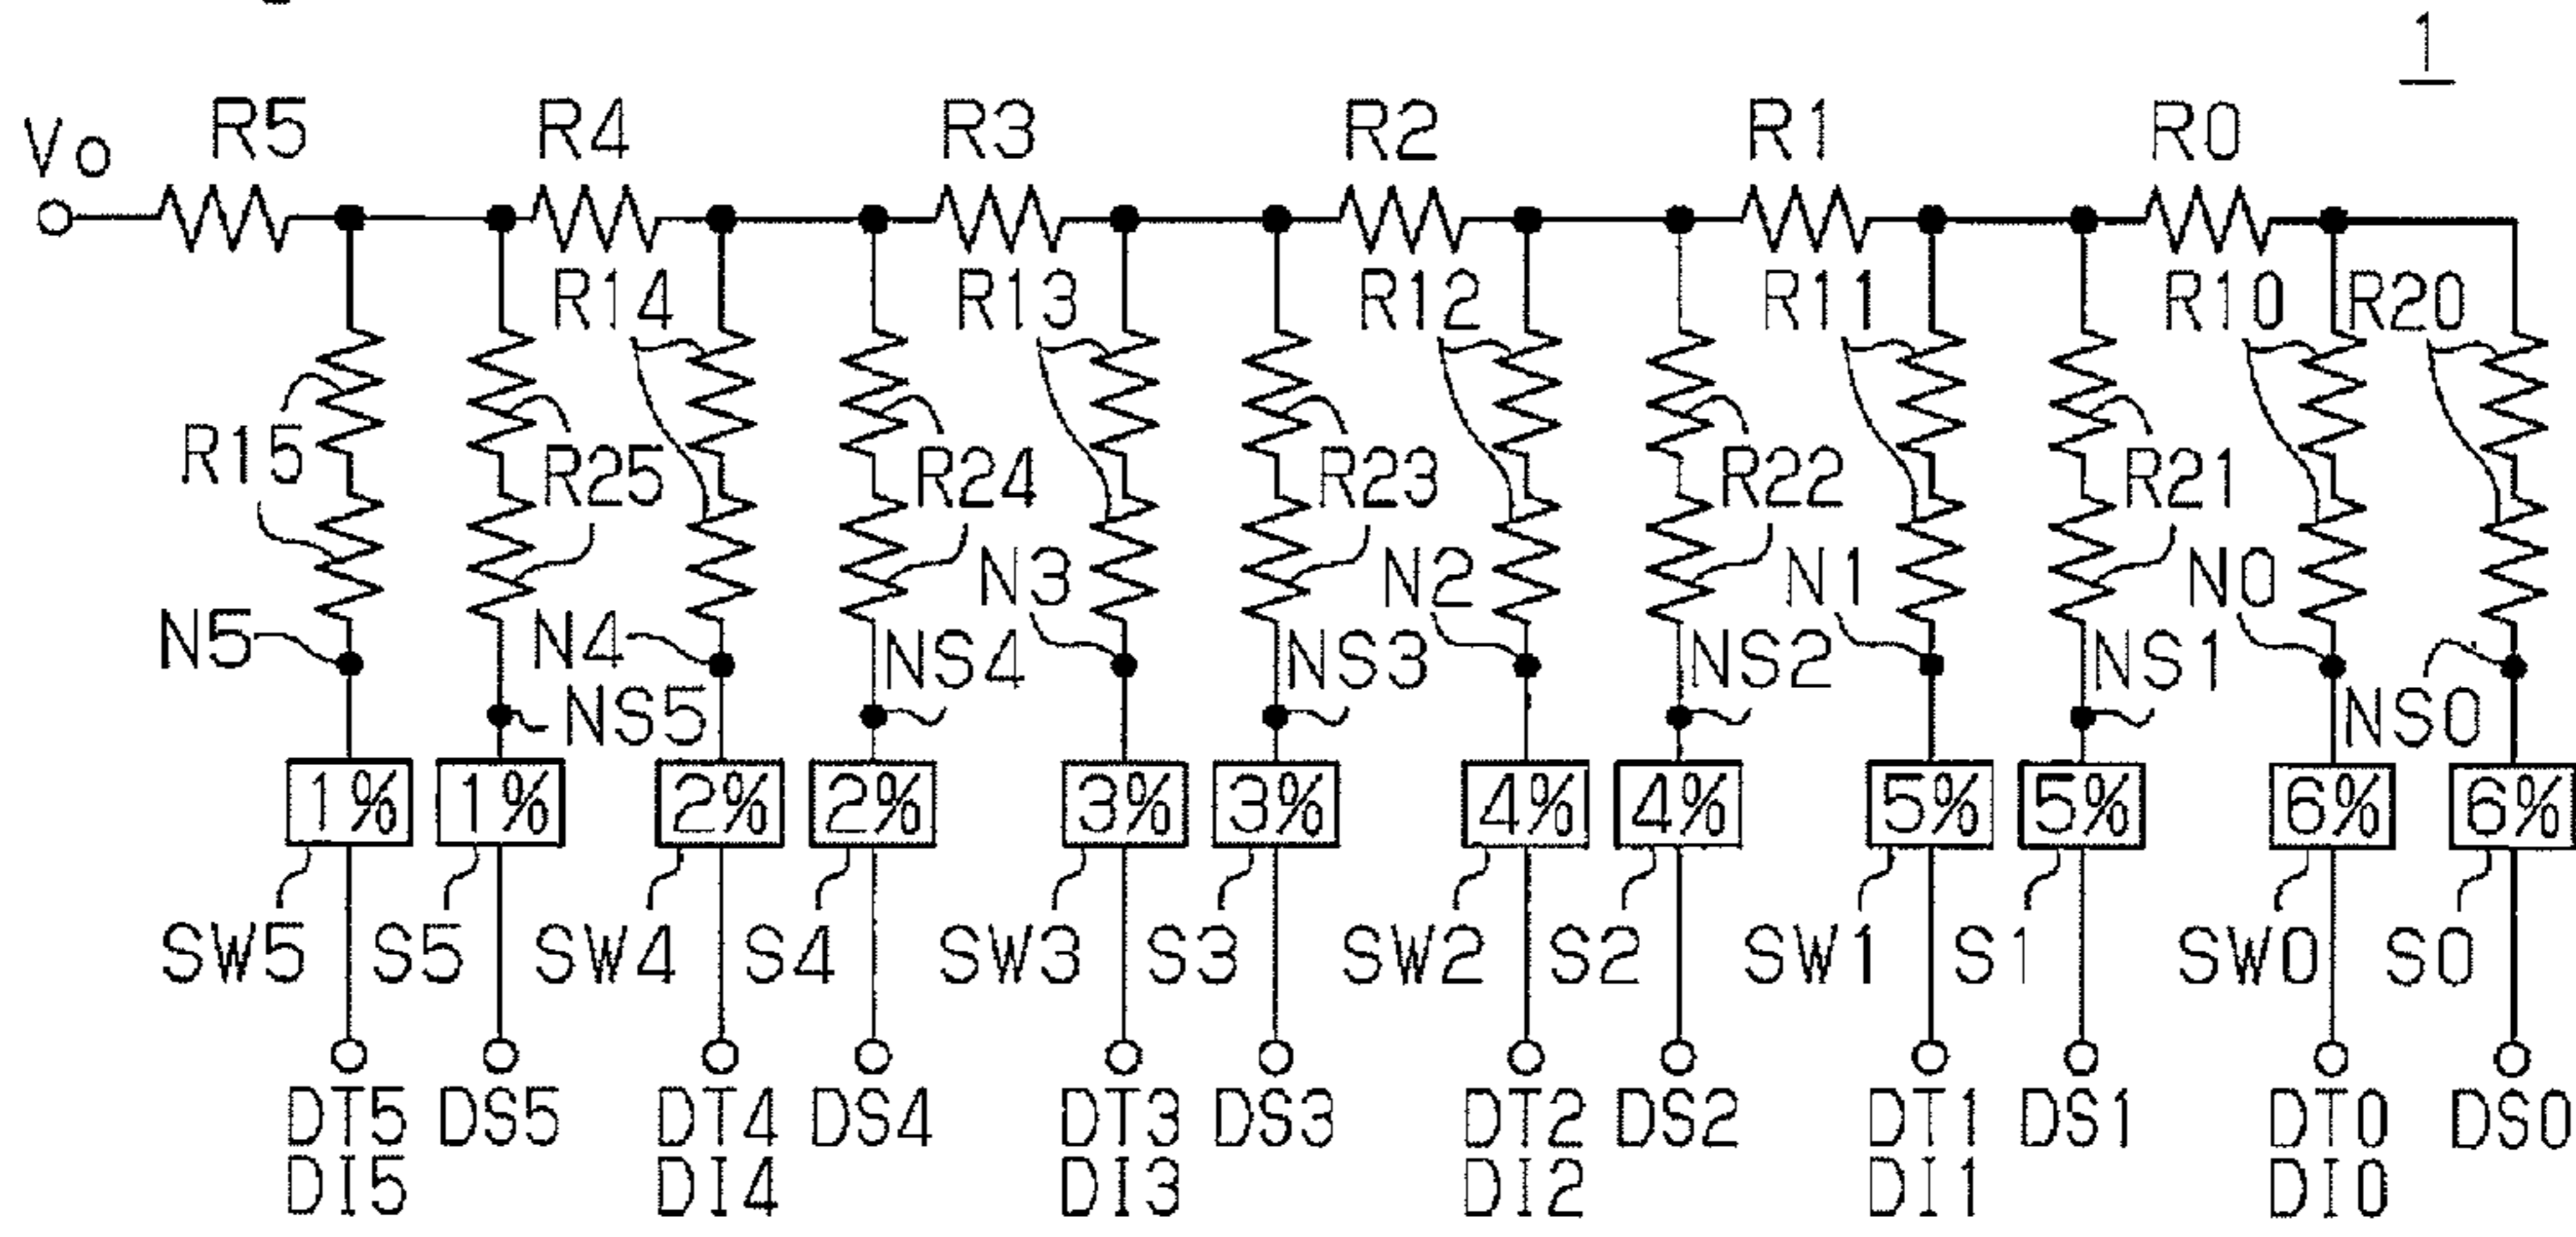 1
Vo R5 R4 R3 R2 R1 R0
R14 R13 R12 R11 R10 R20
R15 R25 R24 R23 R22 R21
N5 N4 NS4 N3 NS3 N2 NS2 N1 NS1 N0
NS5 NS0
1% 1% 2% 2% 3% 3% 4% 4% 5% 5% 6% 6%
SW5 S5 SW4 S4 SW3 S3 SW2 S2 SW1 S1 SW0 S0
DT5 DS5 DT4 DS4 DT3 DS3 DT2 DS2 DT1 DS1 DT0 DS0
DI5 DI4 DI3 DI2 DI1 DI0